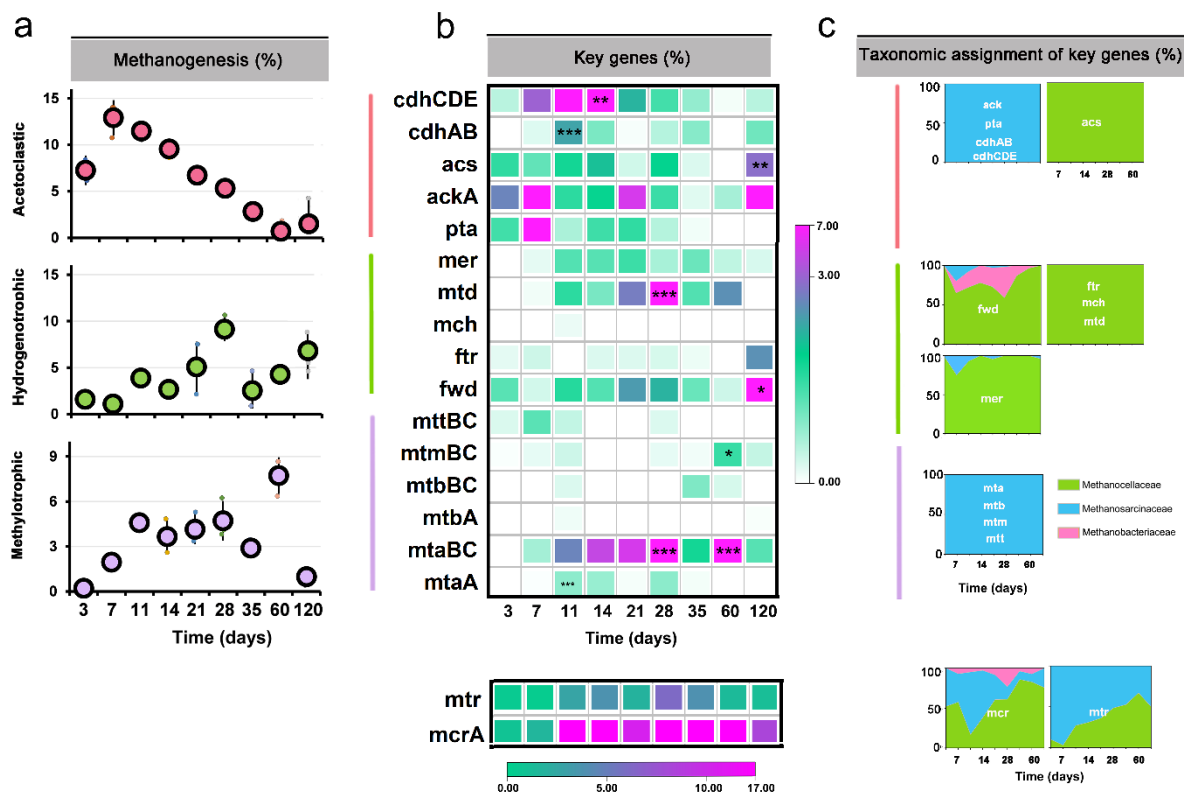 a
b
c
Methanogenesis (%)
Key genes (%)
Taxonomic assignment of key genes (%)
Acetoclastic
15
10
5
0
Hydrogenotrophic
15
10
5
0
Methylotrophic
9
6
3
0
3 7 11 14 21 28 35 60 120
Time (days)
cdhCDE **
cdhAB ***
acs **
ackA
pta
mer
mtd ***
mch
ftr
fwd *
mttBC
mtmBC *
mtbBC
mtbA
mtaBC *** ***
mtaA ***
3 7 11 14 21 28 35 60 120
Time (days)
7.00
3.00
0.00
mtr
mcrA
0.00 5.00 10.00 17.00
100
50
0
ack
pta
cdhAB
cdhCDE
acs
7 14 28 60
100
50
0
fwd
ftr
mch
mtd
100
50
0
mer
100
50
0
mta
mtb
mtm
mtt
7 14 28 60
Time (days)
Methanocellaceae
Methanosarcinaceae
Methanobacteriaceae
100
50
0
mcr
mtr
7 14 28 60
7 14 28 60
Time (days)